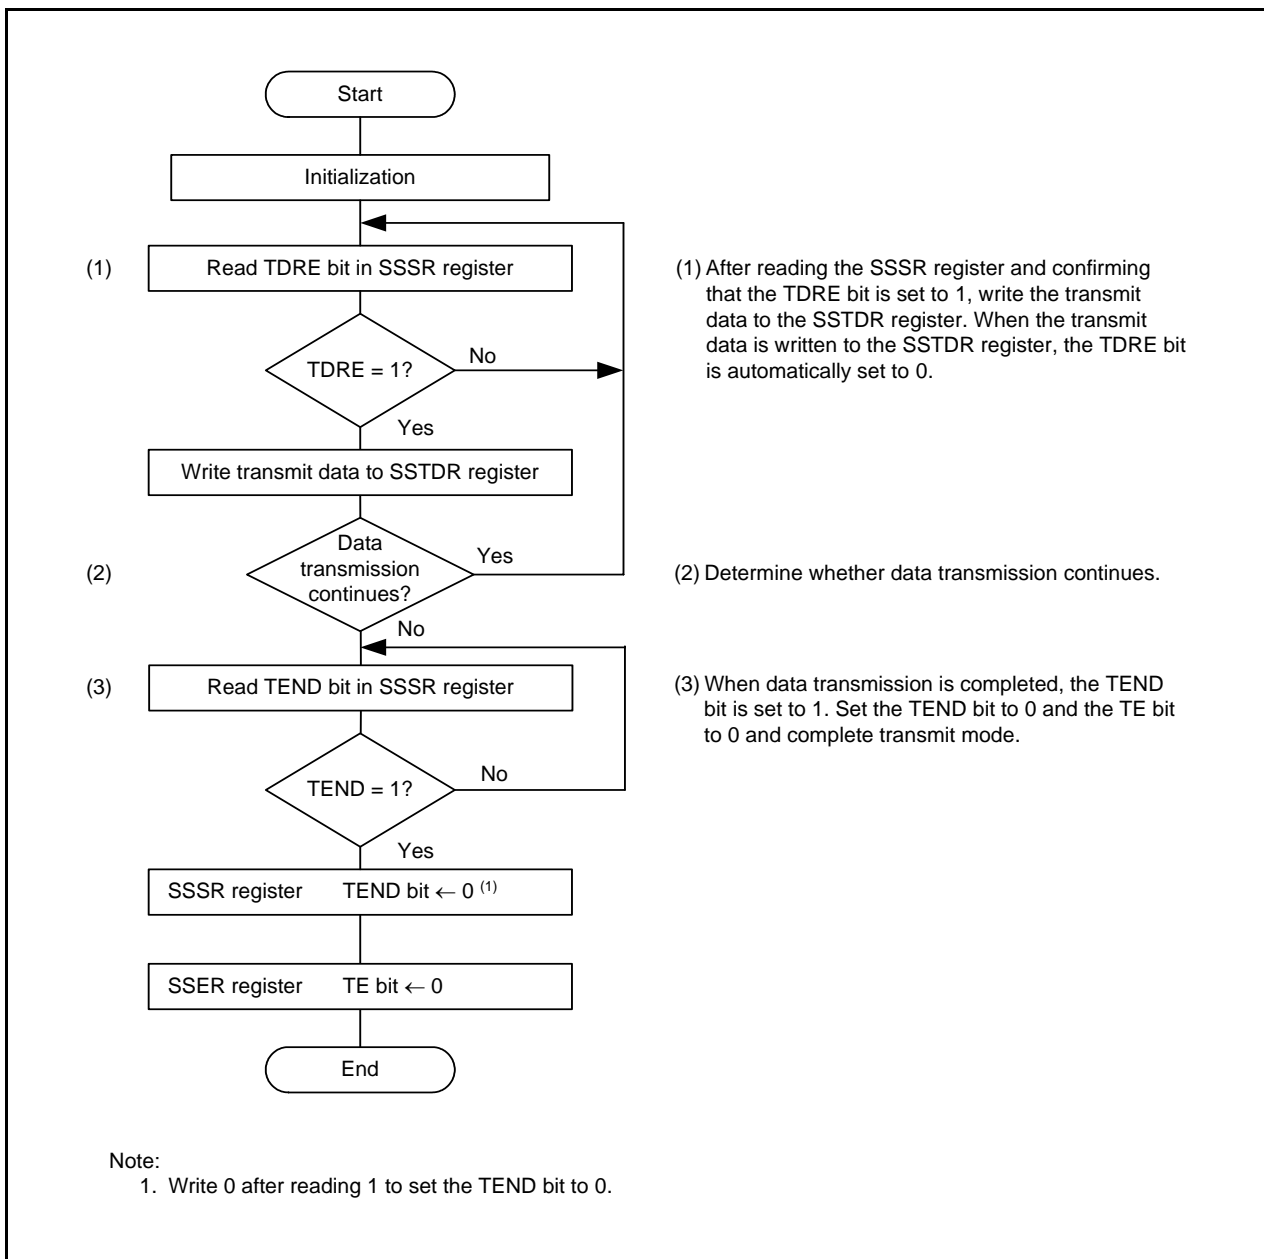 Start
Initialization
(1)
Read TDRE bit in SSSR register
(1) After reading the SSSR register and confirming
that the TDRE bit is set to 1, write the transmit
data to the SSTDR register. When the transmit
data is written to the SSTDR register, the TDRE bit
is automatically set to 0.
TDRE = 1?
No
Yes
Write transmit data to SSTDR register
(2)
Data
transmission
continues?
Yes
(2) Determine whether data transmission continues.
No
(3)
Read TEND bit in SSSR register
(3) When data transmission is completed, the TEND
bit is set to 1. Set the TEND bit to 0 and the TE bit
to 0 and complete transmit mode.
TEND = 1?
No
Yes
SSSR register TEND bit ← 0 (1)
SSER register TE bit ← 0
End
Note:
1. Write 0 after reading 1 to set the TEND bit to 0.